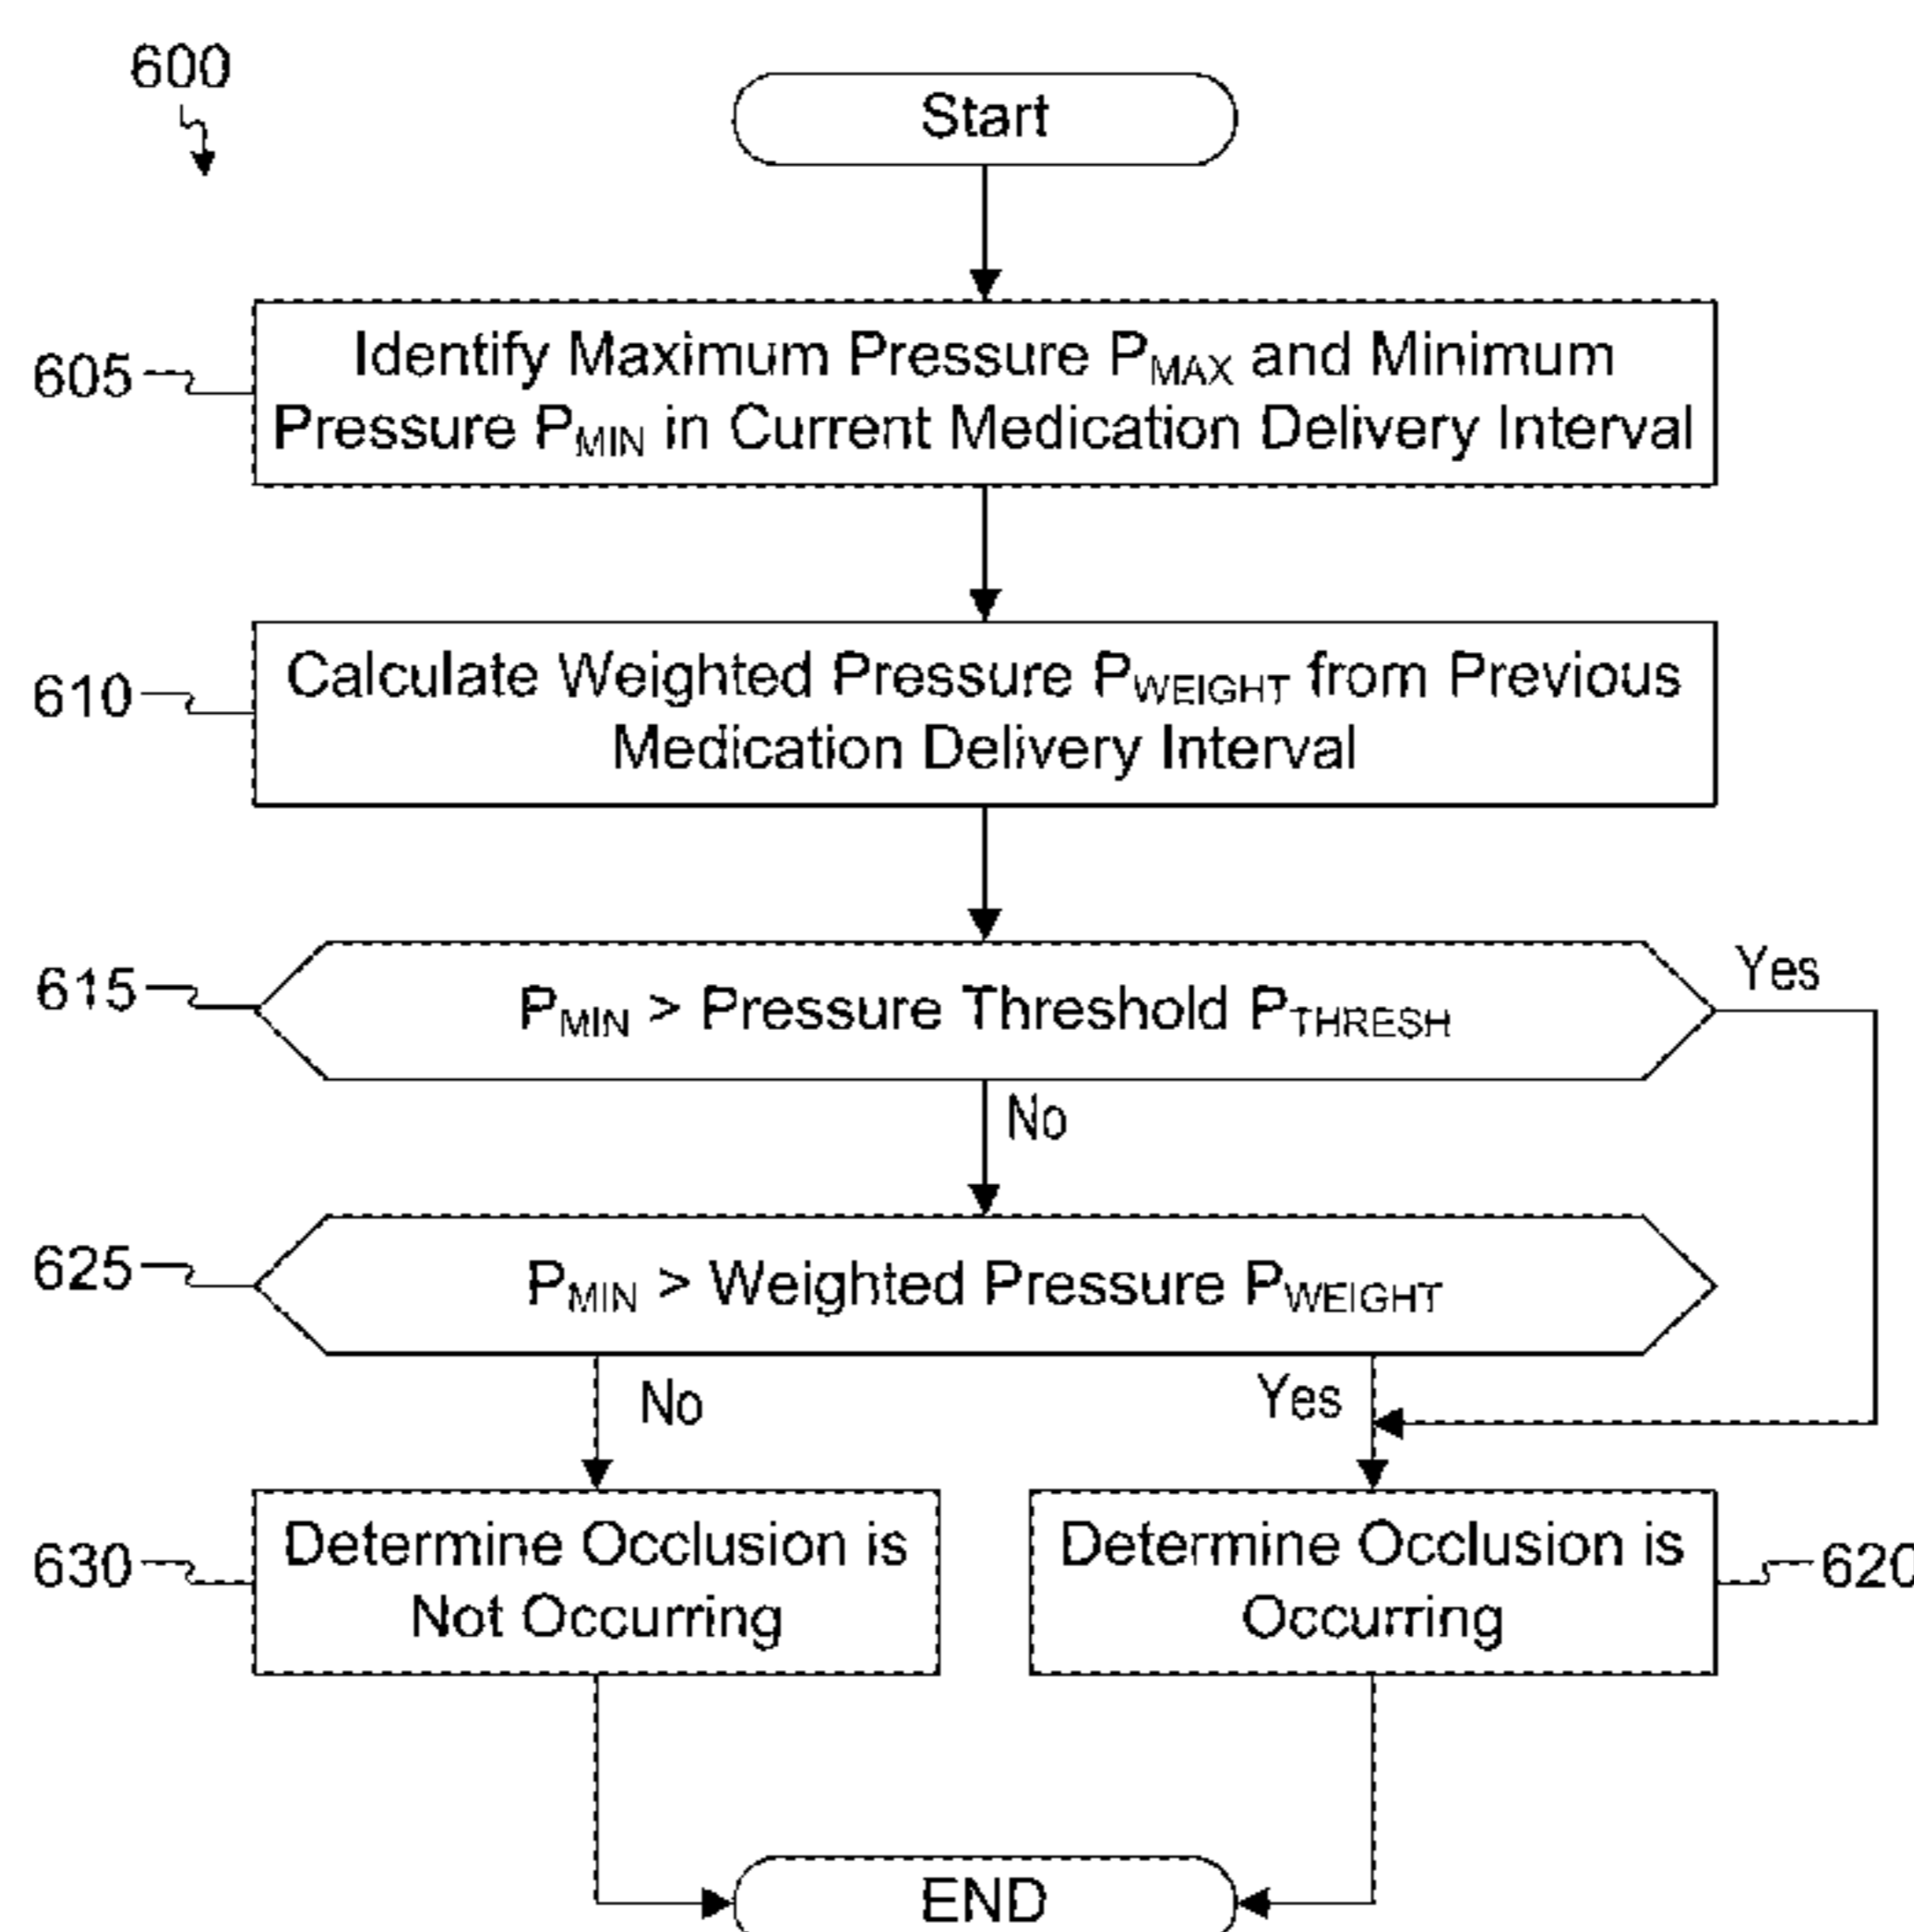 600
Start
605
Identify Maximum Pressure PMAX and Minimum
Pressure PMIN in Current Medication Delivery Interval
610
Calculate Weighted Pressure PWEIGHT from Previous
Medication Delivery Interval
615
PMIN > Pressure Threshold PTHRESH
Yes
No
625
PMIN > Weighted Pressure PWEIGHT
No
Yes
630
Determine Occlusion is
Not Occurring
Determine Occlusion is
Occurring
620
END